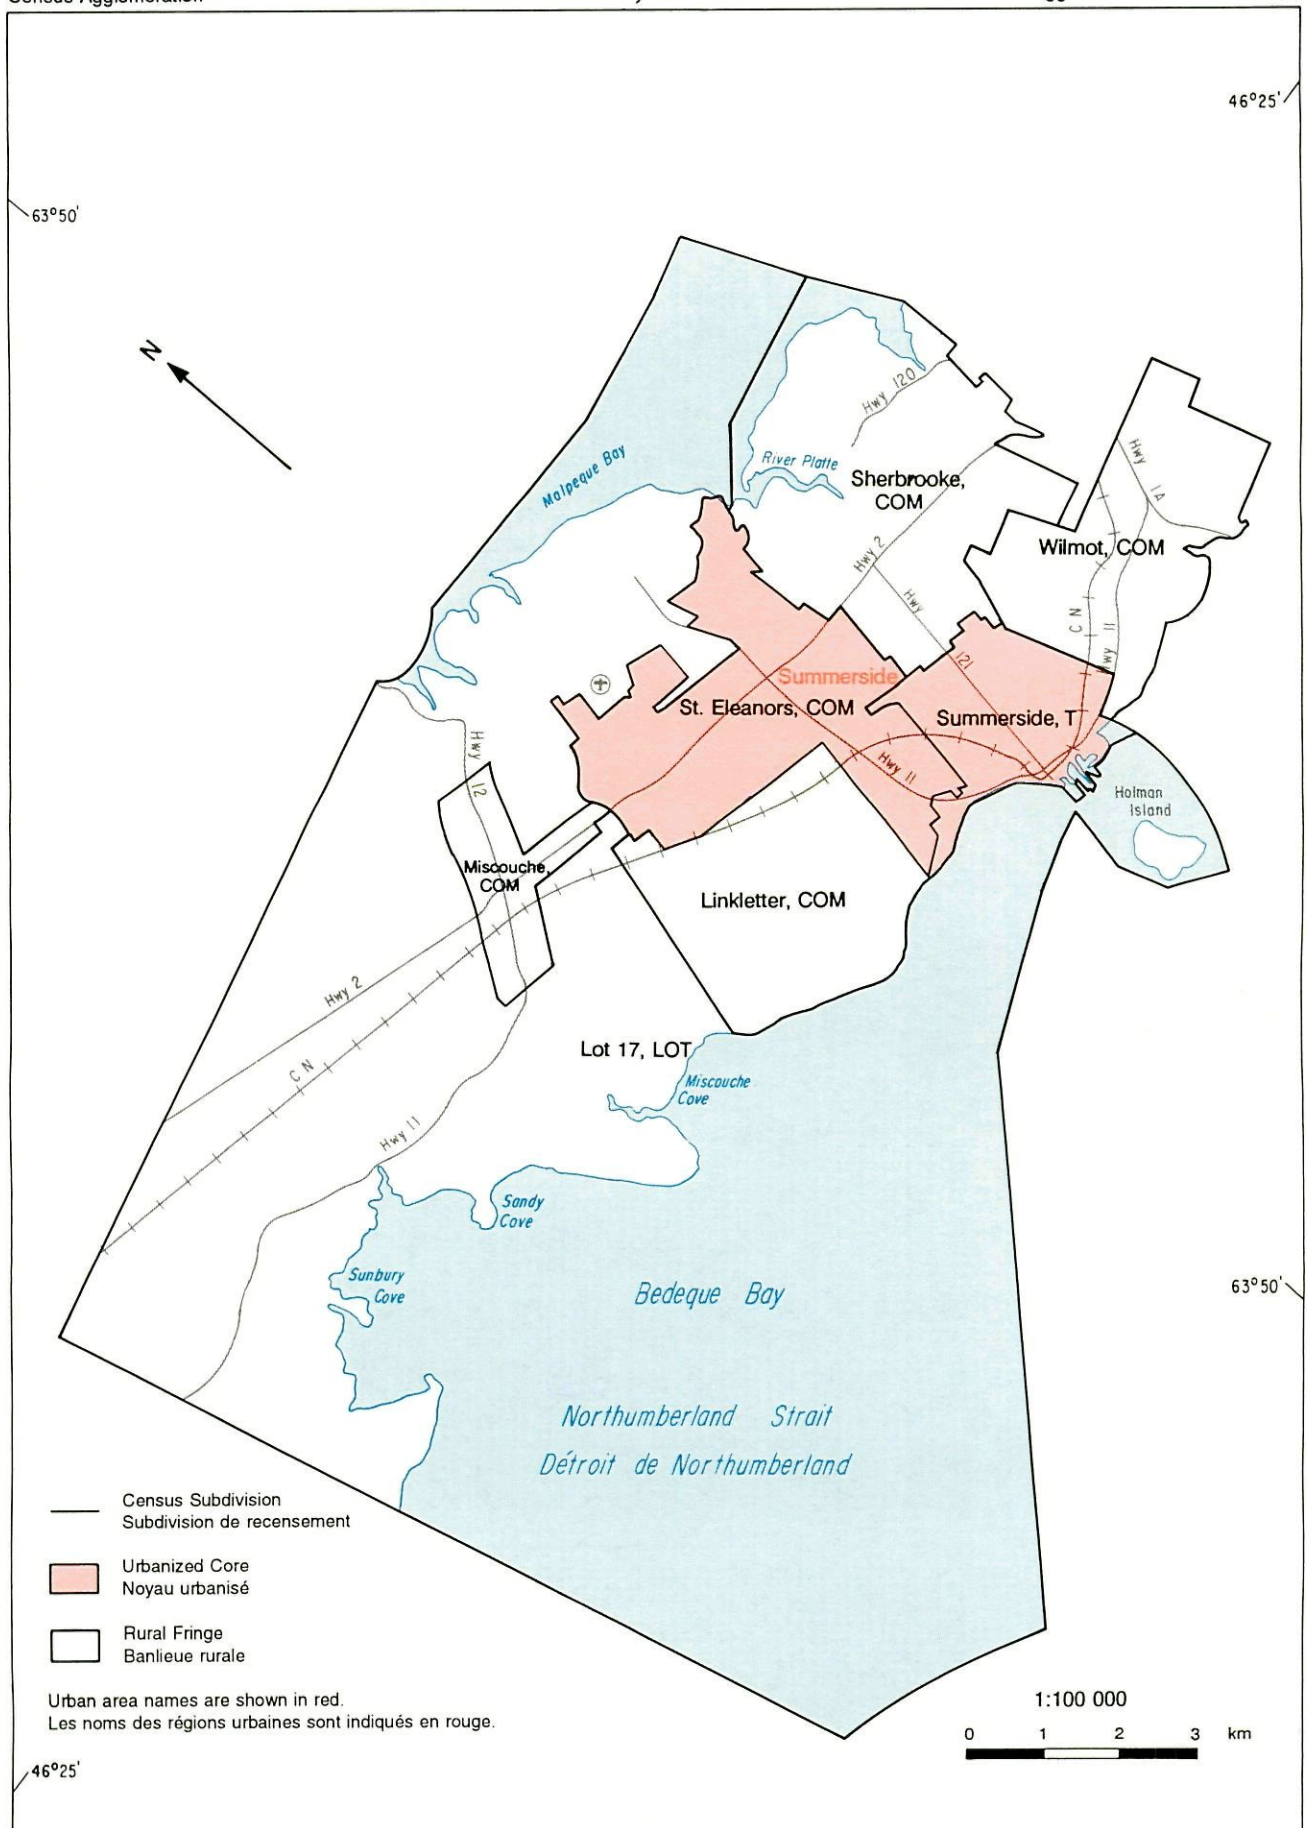 Census Agglomeration
46°25'
63°50'
N
Hwy 120
Malpeque Bay
River Platte
Sherbrooke,
COM
Hwy 1A
Wilmot, COM
Hwy 2
Hwy
121
C N
Hwy 11
Summerside
St. Eleanors, COM
Summerside, T
Hwy 11
Hwy 12
Holman
Island
Miscouche,
COM
Linkletter, COM
Hwy 2
C N
Lot 17, LOT
Miscouche
Cove
Hwy 11
Sandy
Cove
Sunbury
Cove
Bedeque Bay
63°50'
Northumberland Strait
Détroit de Northumberland
Census Subdivision
Subdivision de recensement
Urbanized Core
Noyau urbanisé
Rural Fringe
Banlieue rurale
Urban area names are shown in red.
Les noms des régions urbaines sont indiqués en rouge.
1:100 000
0 1 2 3 km
46°25'